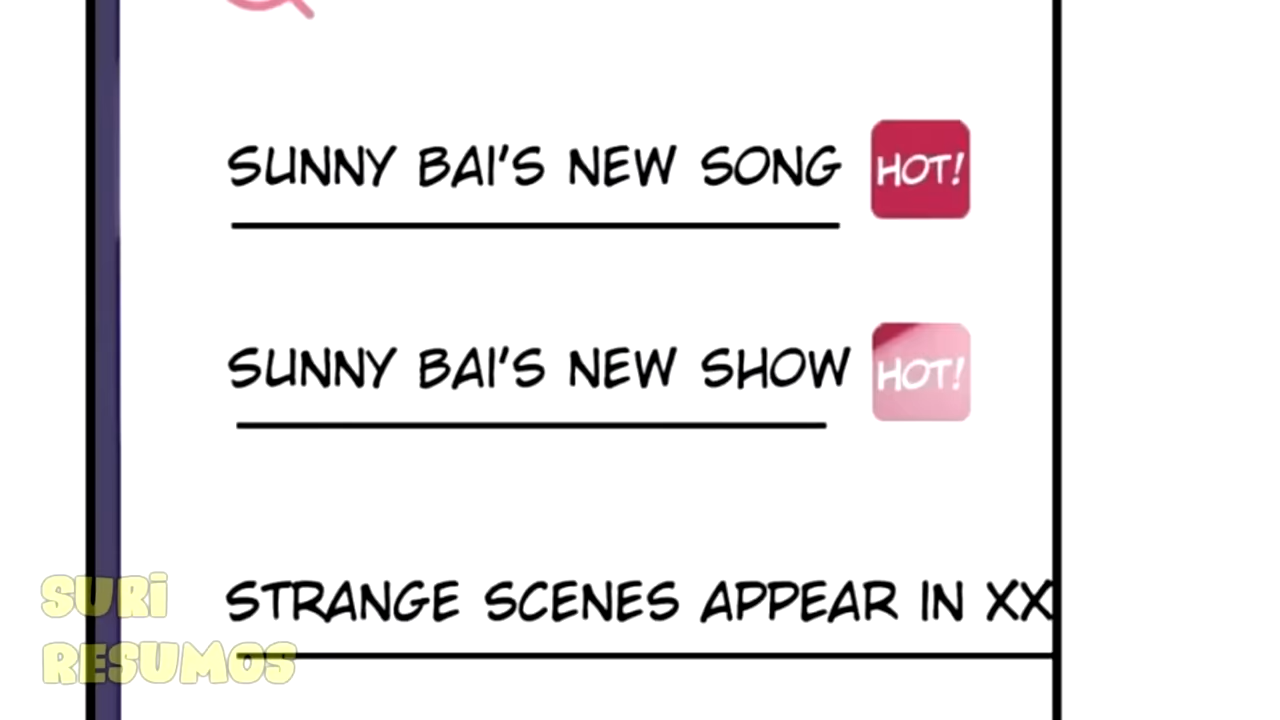 SUNNY BAI'S NEW SONG HOT!
SUNNY BAI'S NEW SHOW HOT!
STRANGE SCENES APPEAR IN XX
SURi
RESUMOS